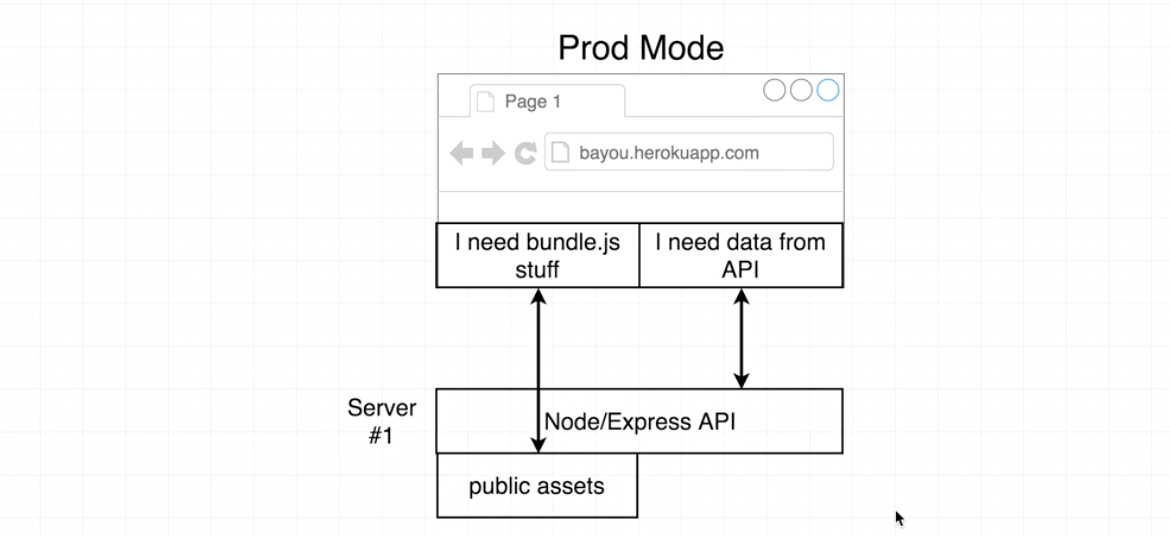 Prod Mode
Page 1
bayou.herokuapp.com
I need bundle.js
stuff
I need data from
API
Server
#1
Node/Express API
public assets